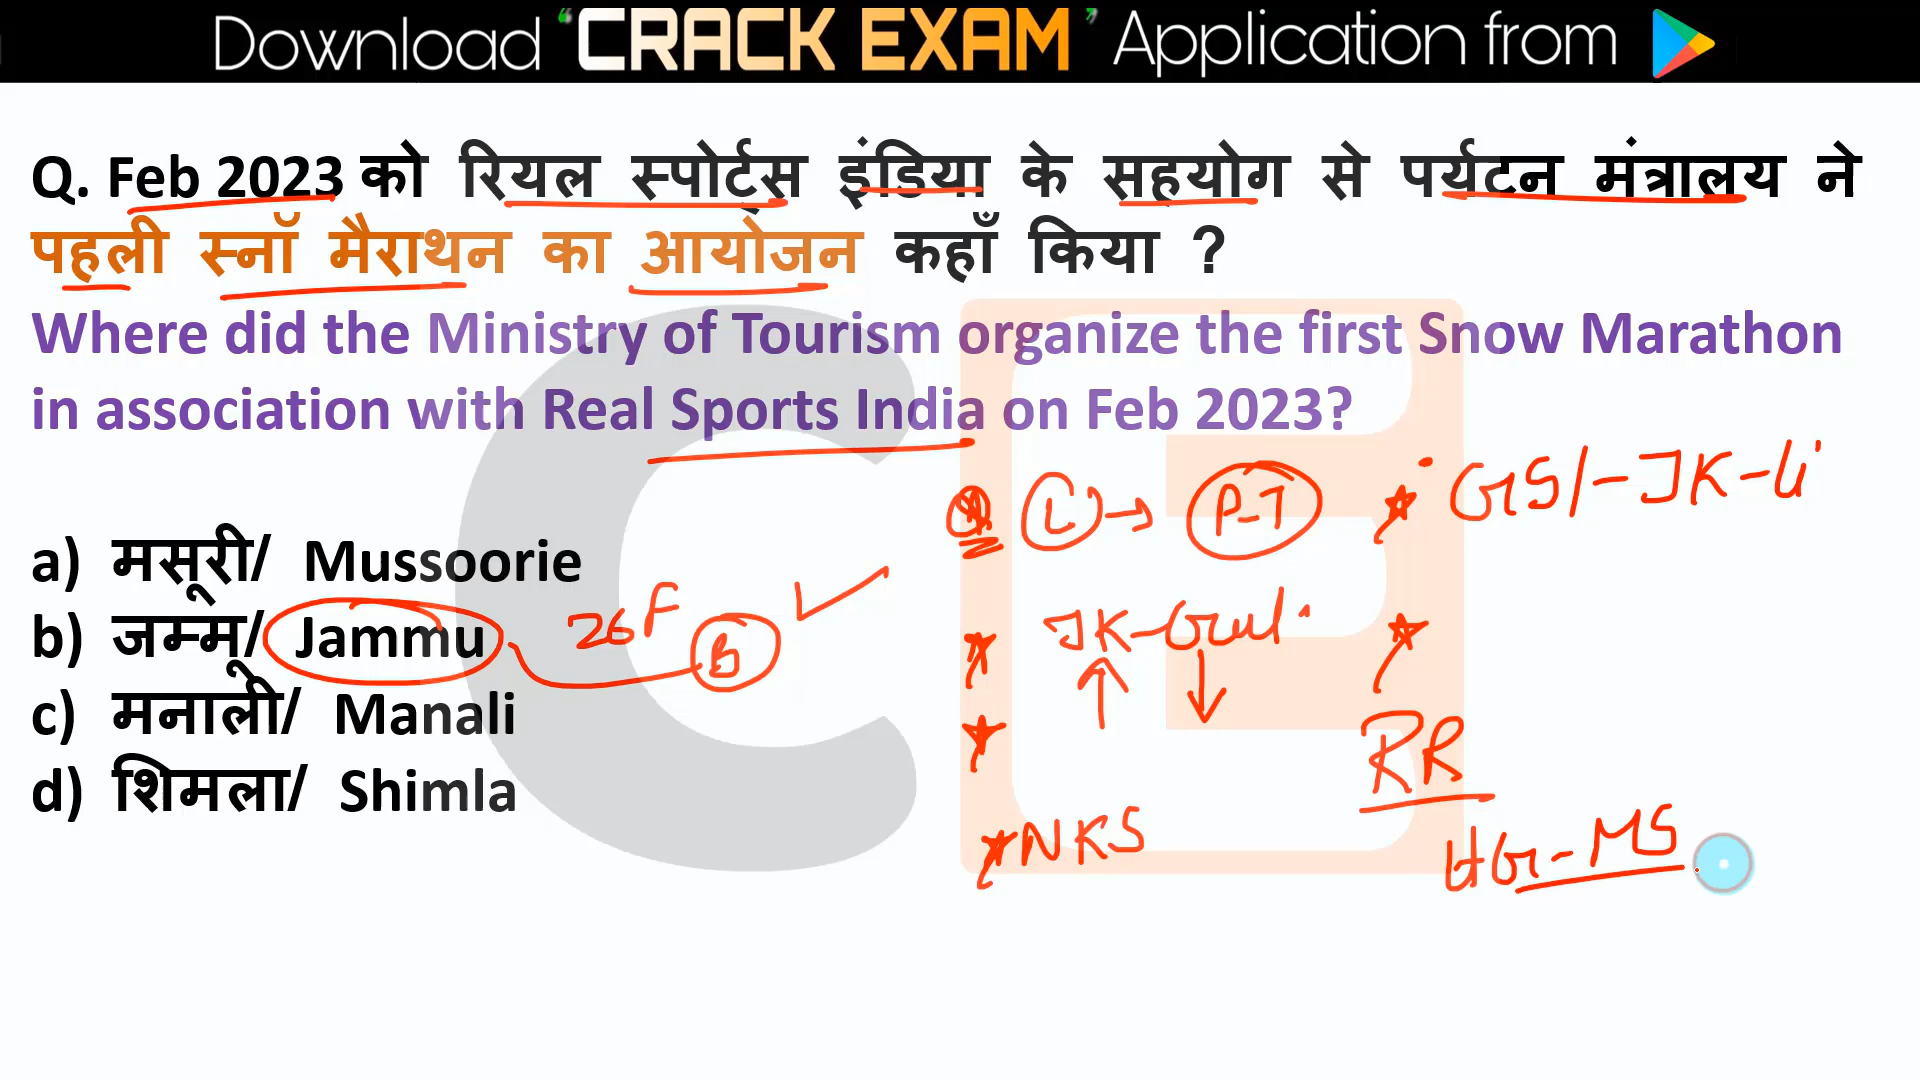 Download ‘CRACK EXAM’ Application from
Q. Feb 2023 को रियल स्पोर्ट्स इंडिया के सहयोग से पर्यटन मंत्रालय ने
पहली स्नॉ मैराथन का आयोजन कहाँ किया ?
Where did the Ministry of Tourism organize the first Snow Marathon
in association with Real Sports India on Feb 2023?
a) मसूरी/ Mussoorie
b) जम्मू/ Jammu 26F B
c) मनाली/ Manali
d) शिमला/ Shimla
L → P-T
JK-Gul
NKS
RR